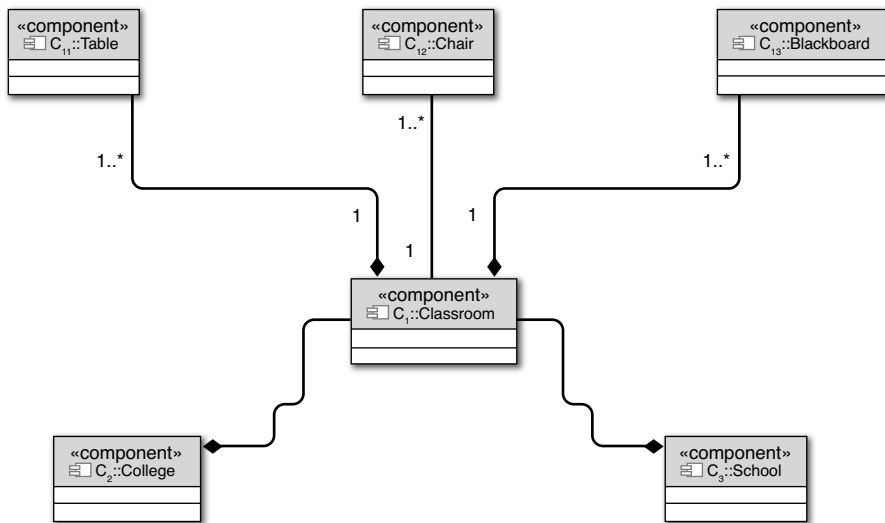 «component»
C₁₁::Table
«component»
C₁₂::Chair
«component»
C₁₃::Blackboard
1..*
1..*
1..*
1
1
1
«component»
C₁::Classroom
«component»
C₂::College
«component»
C₃::School